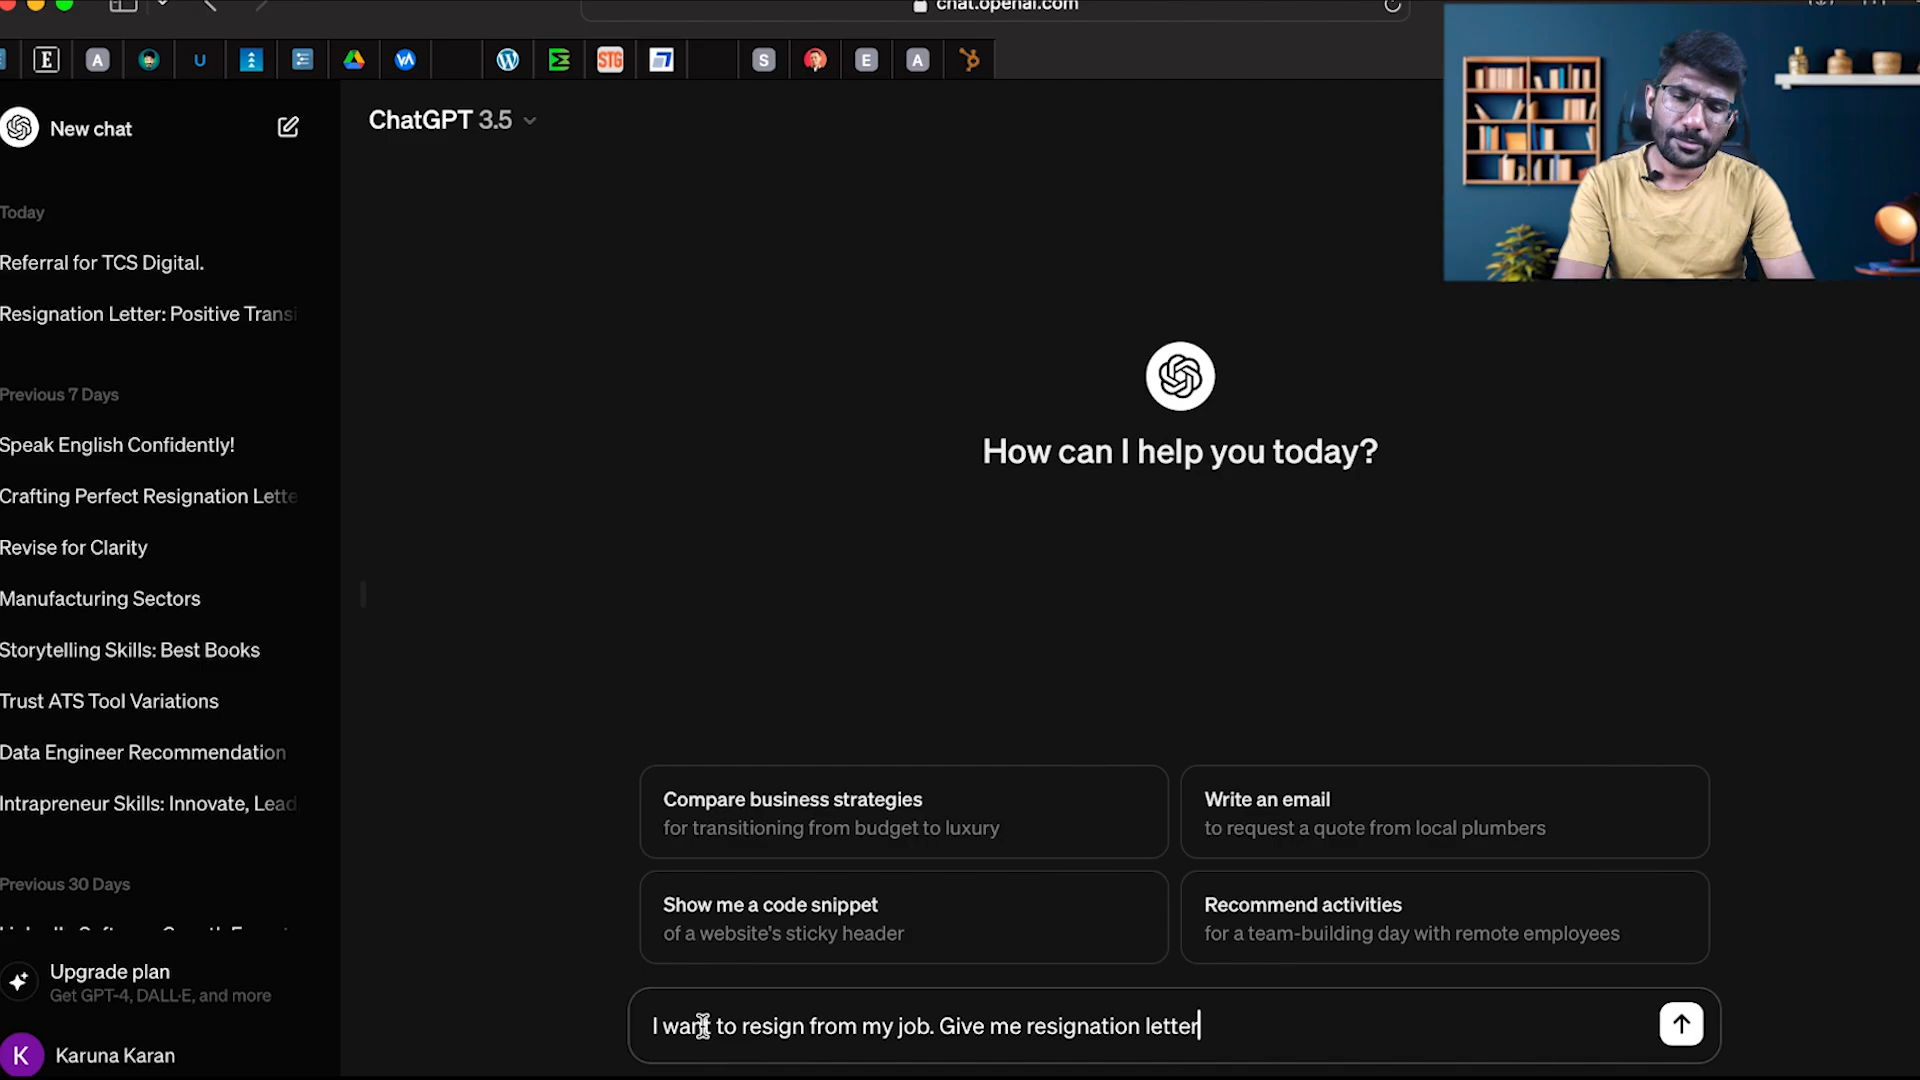 chat.openai.com
E
A
U
VA
STG
S
E
A
New chat
ChatGPT 3.5
Today
Referral for TCS Digital.
Resignation Letter: Positive Transi
Previous 7 Days
Speak English Confidently!
Crafting Perfect Resignation Lette
Revise for Clarity
Manufacturing Sectors
Storytelling Skills: Best Books
Trust ATS Tool Variations
Data Engineer Recommendation
Intrapreneur Skills: Innovate, Lead
Previous 30 Days
Upgrade plan
Get GPT-4, DALL·E, and more
K
Karuna Karan
How can I help you today?
Compare business strategies
for transitioning from budget to luxury
Write an email
to request a quote from local plumbers
Show me a code snippet
of a website's sticky header
Recommend activities
for a team-building day with remote employees
I want to resign from my job. Give me resignation letter